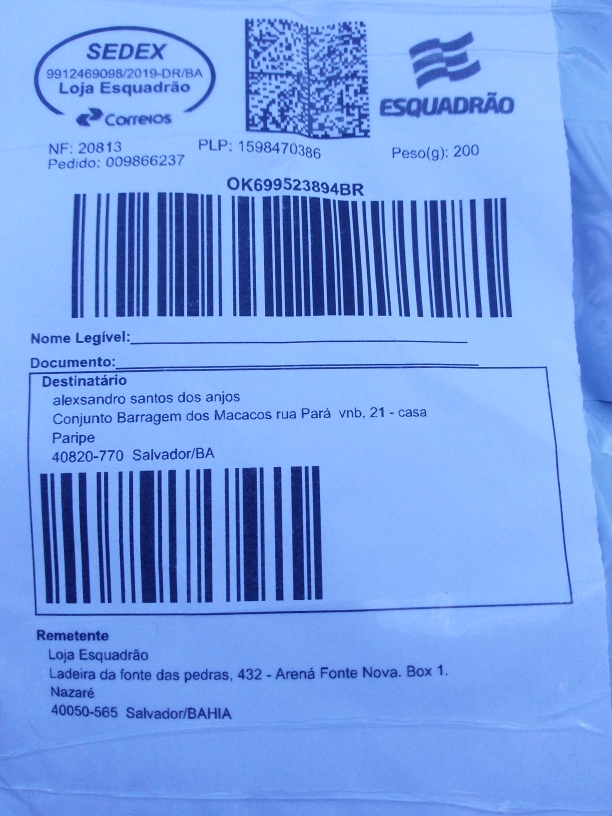 SEDEX
9912469098/2019-DR/BA
Loja Esquadrão
Correios
ESQUADRÃO
NF: 20813
PLP: 1598470386
Peso(g): 200
Pedido: 009866237
OK699523894BR
Nome Legível:
Documento:
Destinatário
alexsandro santos dos anjos
Conjunto Barragem dos Macacos rua Pará vnb, 21 - casa
Paripe
40820-770 Salvador/BA
Remetente
Loja Esquadrão
Ladeira da fonte das pedras, 432 - Arená Fonte Nova. Box 1.
Nazaré
40050-565 Salvador/BAHIA